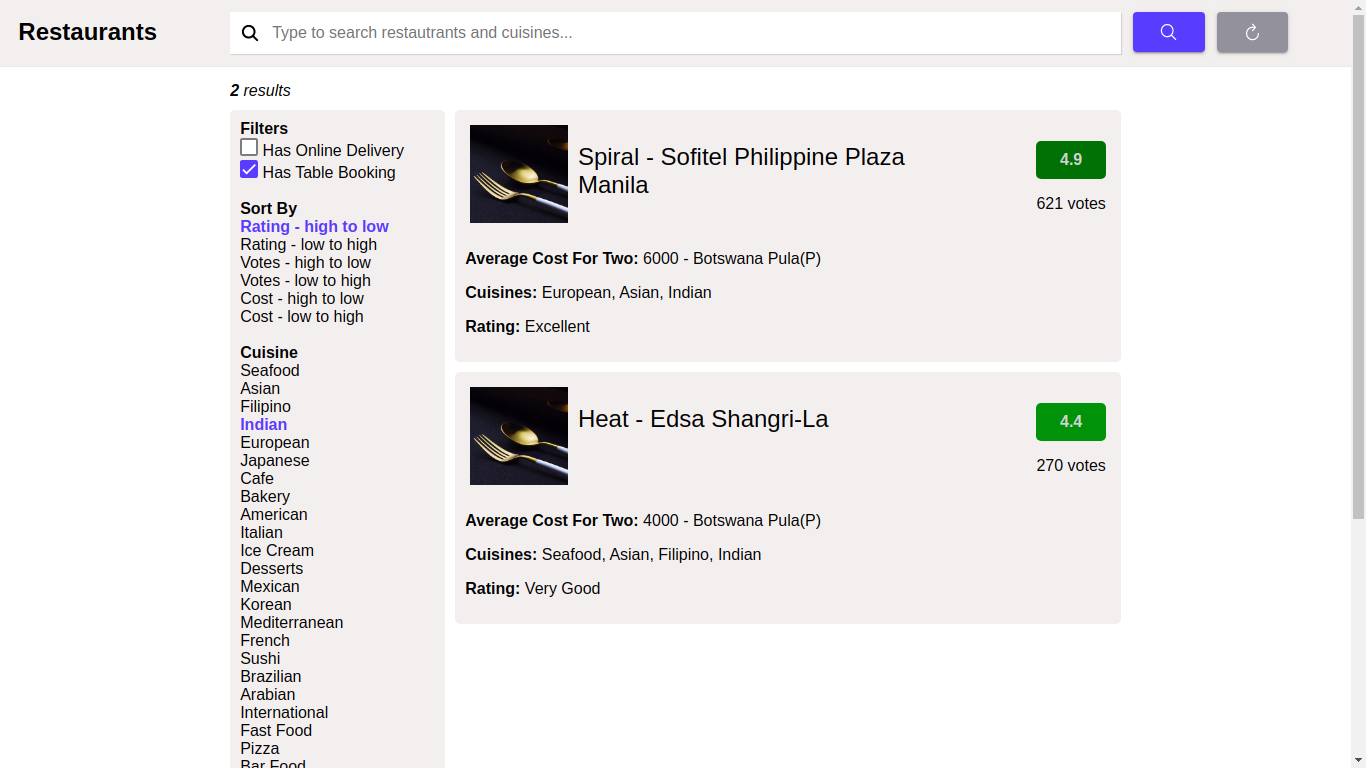 Restaurants
Type to search restautrants and cuisines...
2 results
Filters
Has Online Delivery
Has Table Booking
Sort By
Rating - high to low
Rating - low to high
Votes - high to low
Votes - low to high
Cost - high to low
Cost - low to high
Cuisine
Seafood
Asian
Filipino
Indian
European
Japanese
Cafe
Bakery
American
Italian
Ice Cream
Desserts
Mexican
Korean
Mediterranean
French
Sushi
Brazilian
Arabian
International
Fast Food
Pizza
Bar Food
Spiral - Sofitel Philippine Plaza
Manila
4.9
621 votes
Average Cost For Two: 6000 - Botswana Pula(P)
Cuisines: European, Asian, Indian
Rating: Excellent
Heat - Edsa Shangri-La
4.4
270 votes
Average Cost For Two: 4000 - Botswana Pula(P)
Cuisines: Seafood, Asian, Filipino, Indian
Rating: Very Good